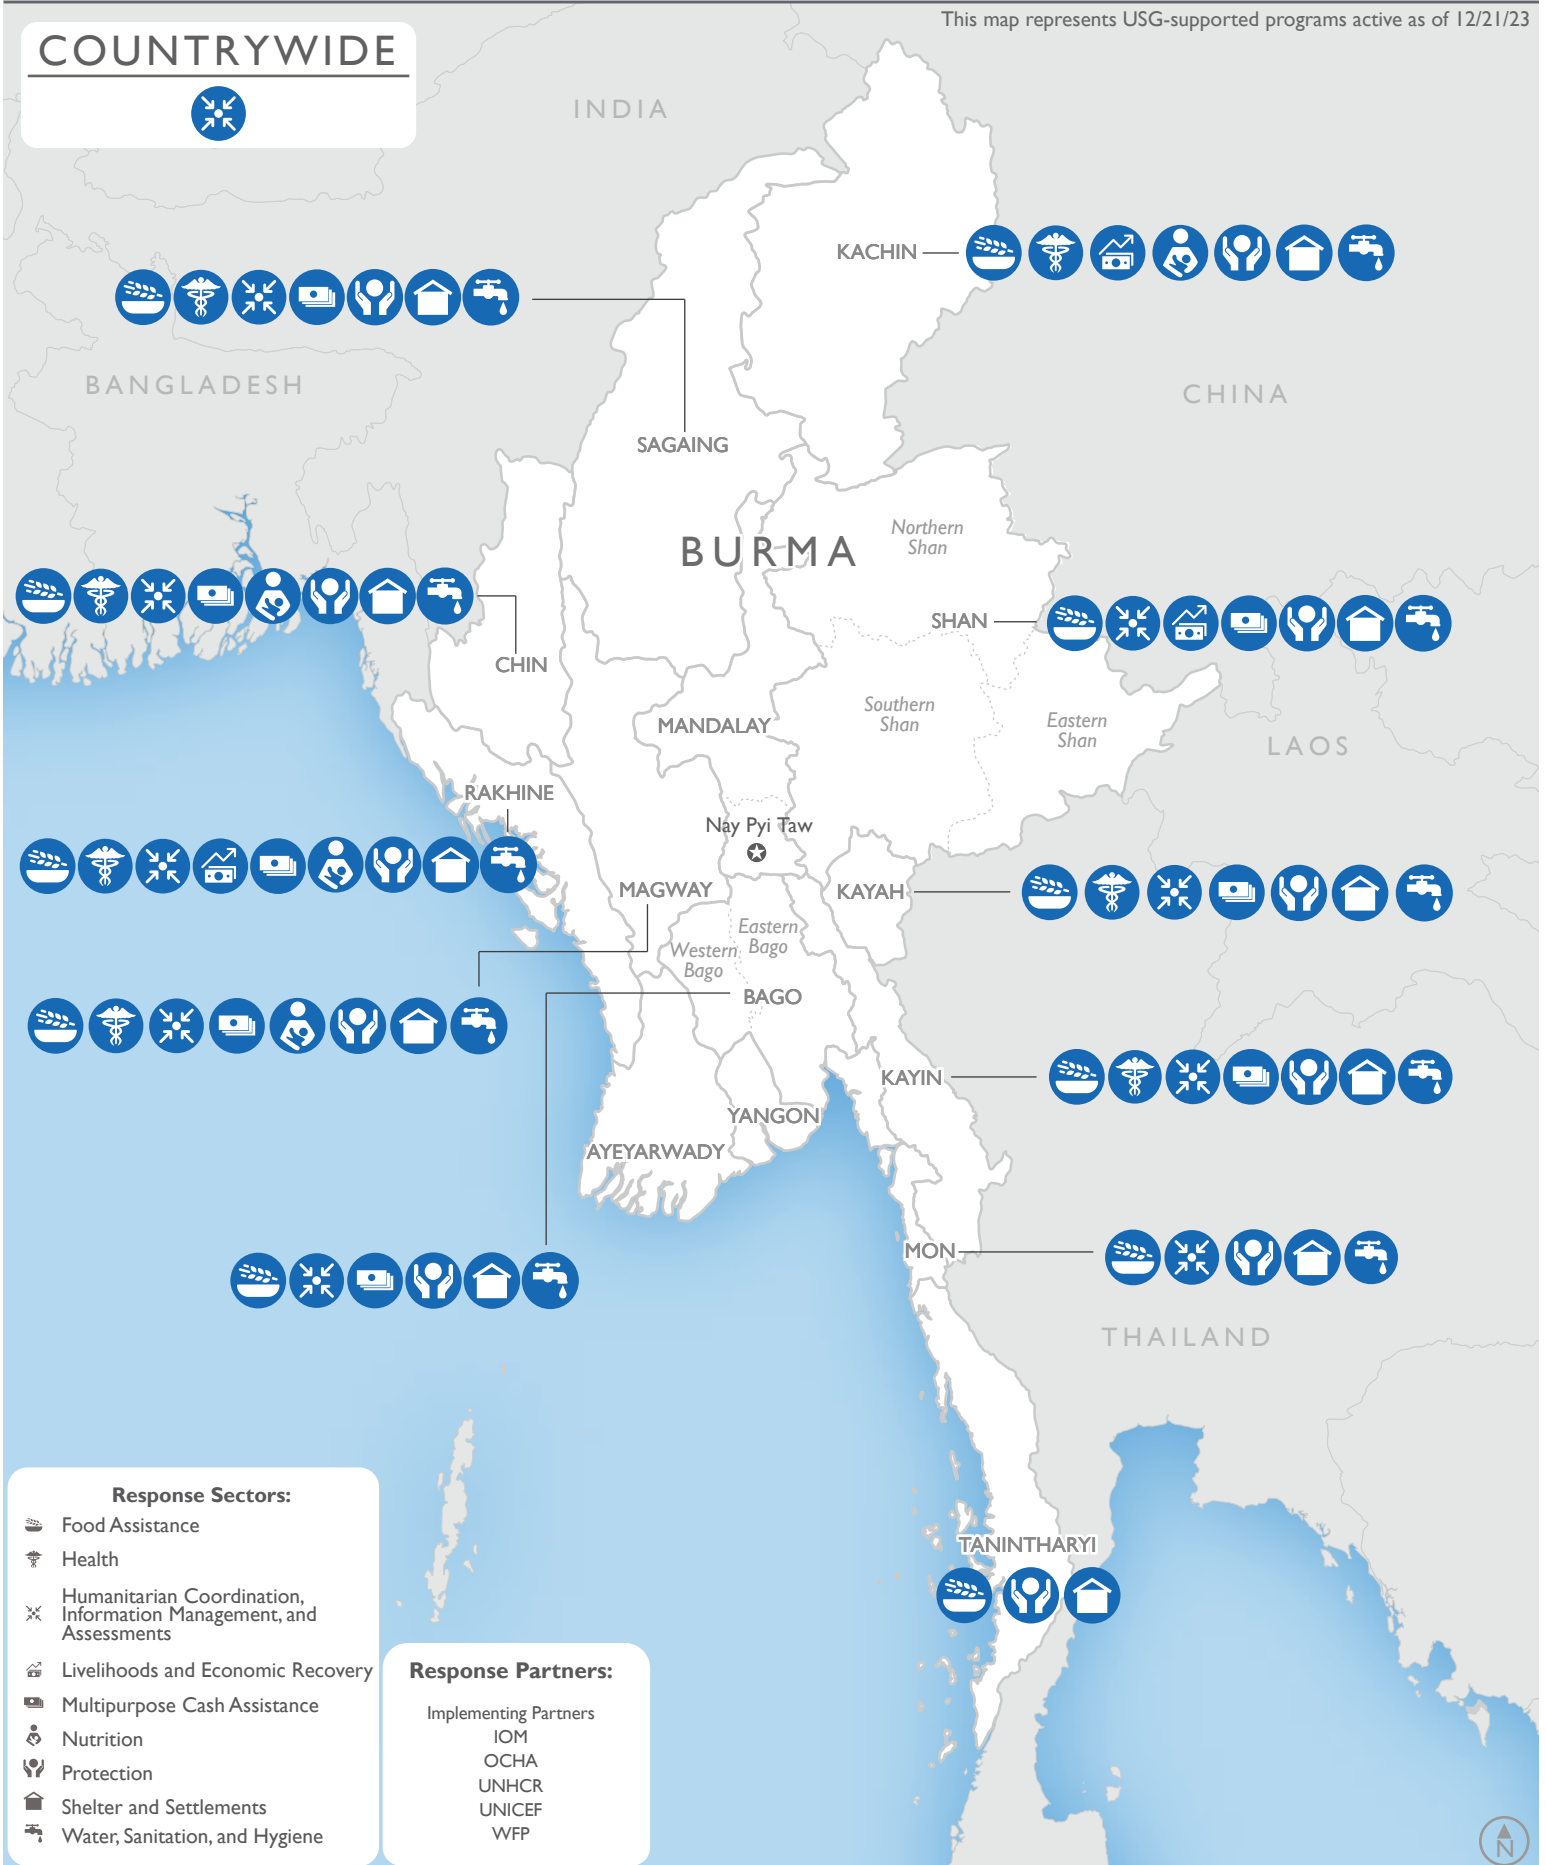 This map represents USG-supported programs active as of 12/21/23
COUNTRYWIDE
INDIA
KACHIN
BANGLADESH
CHINA
SAGAING
Northern
Shan
BURMA
SHAN
CHIN
Southern
Shan
Eastern
Shan
MANDALAY
LAOS
RAKHINE
Nay Pyi Taw
MAGWAY
KAYAH
Eastern
Bago
Western
Bago
BAGO
KAYIN
YANGON
AYEYARWADY
MON
THAILAND
TANINTHARYI
Response Sectors:
Food Assistance
Health
Humanitarian Coordination,
Information Management, and
Assessments
Livelihoods and Economic Recovery
Multipurpose Cash Assistance
Nutrition
Protection
Shelter and Settlements
Water, Sanitation, and Hygiene
Response Partners:
Implementing Partners
IOM
OCHA
UNHCR
UNICEF
WFP
N